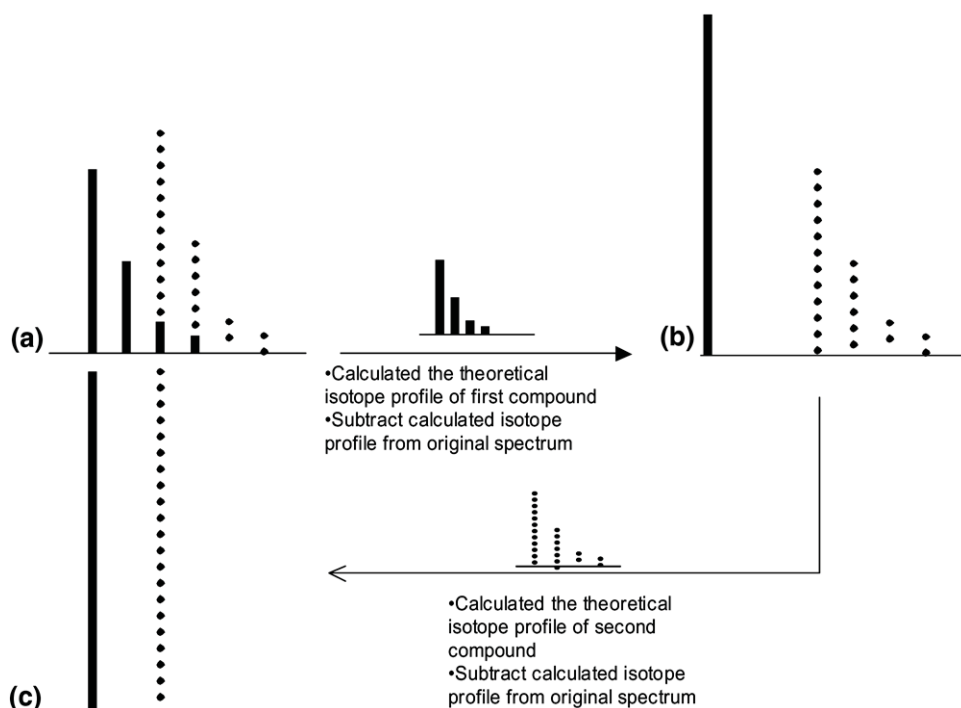 (a)
•Calculated the theoretical
isotope profile of first compound
•Subtract calculated isotope
profile from original spectrum
(b)
•Calculated the theoretical
isotope profile of second
compound
•Subtract calculated isotope
profile from original spectrum
(c)